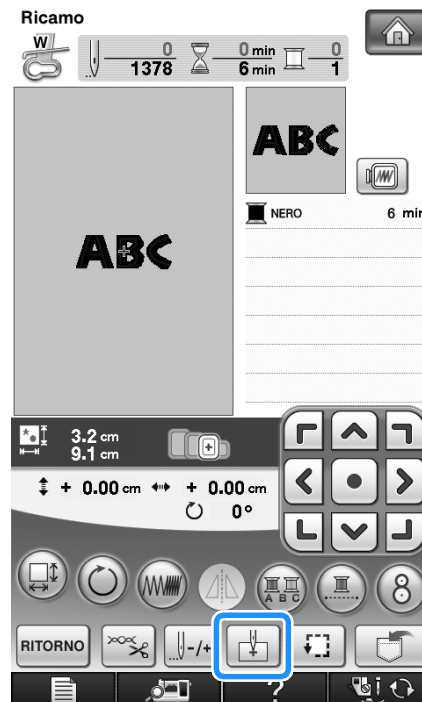 Ricamo
W
0
1378
0 min
6 min
0
1
ABC
ABC
NERO 6 min
3.2 cm
9.1 cm
+ 0.00 cm + 0.00 cm
0°
A B C
8
RITORNO
-/+
?